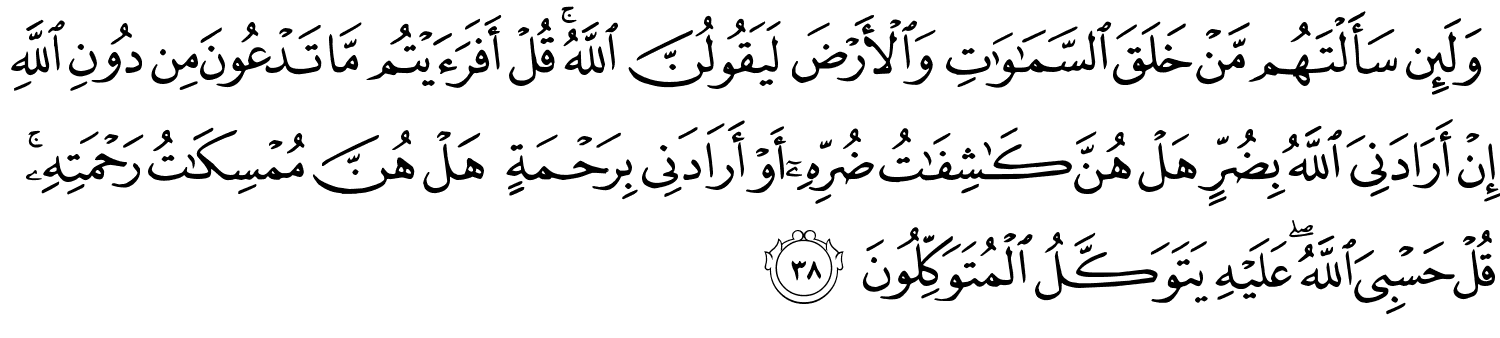 وَلَئِن سَأَلْتَهُم مَّنْ خَلَقَ ٱلسَّمَـٰوَٰتِ وَٱلْأَرْضَ لَيَقُولُنَّ ٱللَّهُ ۚ قُلْ أَفَرَءَيْتُم مَّا تَدْعُونَ مِن دُونِ ٱللَّهِ
إِنْ أَرَادَنِىَ ٱللَّهُ بِضُرٍّ هَلْ هُنَّ كَـٰشِفَـٰتُ ضُرِّهِۦٓ أَوْ أَرَادَنِى بِرَحْمَةٍ هَلْ هُنَّ مُمْسِكَـٰتُ رَحْمَتِهِۦ ۚ
قُلْ حَسْبِىَ ٱللَّهُ ۖ عَلَيْهِ يَتَوَكَّلُ ٱلْمُتَوَكِّلُونَ ٣٨